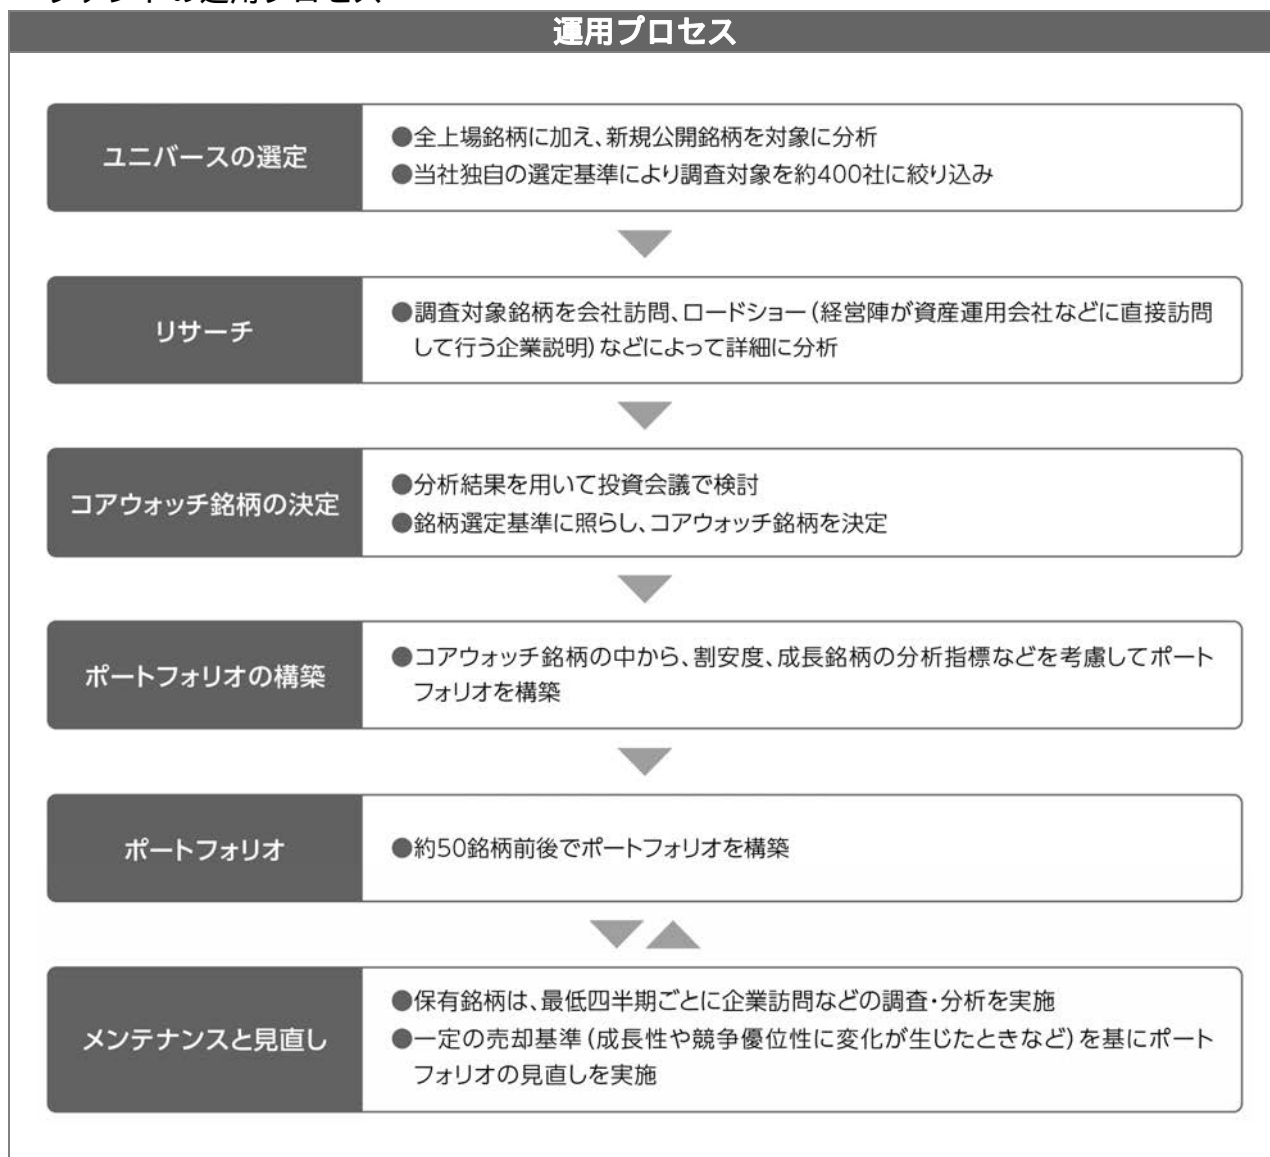 運用プロセス
ユニバースの選定
●全上場銘柄に加え、新規公開銘柄を対象に分析
●当社独自の選定基準により調査対象を約400社に絞り込み
リサーチ
●調査対象銘柄を会社訪問、ロードショー（経営陣が資産運用会社などに直接訪問
して行う企業説明）などによって詳細に分析
コアウォッチ銘柄の決定
●分析結果を用いて投資会議で検討
●銘柄選定基準に照らし、コアウォッチ銘柄を決定
ポートフォリオの構築
●コアウォッチ銘柄の中から、割安度、成長銘柄の分析指標などを考慮してポート
フォリオを構築
ポートフォリオ
●約50銘柄前後でポートフォリオを構築
メンテナンスと見直し
●保有銘柄は、最低四半期ごとに企業訪問などの調査・分析を実施
●一定の売却基準（成長性や競争優位性に変化が生じたときなど）を基にポート
フォリオの見直しを実施